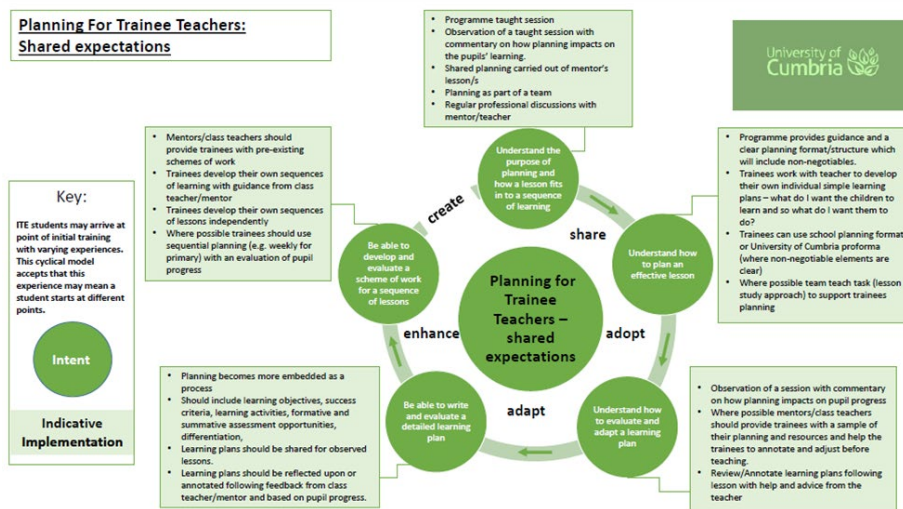 Planning For Trainee Teachers:
Shared expectations
University of
Cumbria
• Programme taught session
• Observation of a taught session with
commentary on how planning impacts on
the pupils' learning.
• Shared planning carried out of mentor's
lesson/s
• Planning as part of a team
• Regular professional discussions with
mentor/teacher
• Mentors/class teachers should
provide trainees with pre-existing
schemes of work
• Trainees develop their own sequences
of learning with guidance from class
teacher/mentor
• Trainees develop their own sequences
of lessons independently
• Where possible trainees should use
sequential planning (e.g. weekly for
primary) with an evaluation of pupil
progress
Understand the
purpose of
planning and
how a lesson fits
in to a sequence
of learning
• Programme provides guidance and a
clear planning format/structure which
will include non-negotiables.
• Trainees work with teacher to develop
their own individual simple learning
plans – what do I want the children to
learn and so what do I want them to
do?
• Trainees can use school planning format
or University of Cumbria proforma
(where non-negotiable elements are
clear)
• Where possible team teach task (lesson
study approach) to support trainees
planning
Key:
ITE students may arrive at
point of initial training
with varying experiences.
This cyclical model
accepts that this
experience may mean a
student starts at different
points.
Intent
Indicative
Implementation
create
share
Be able to
develop and
evaluate a
scheme of work
for a sequence
of lessons
Understand how
to plan an
effective lesson
Planning for
Trainee
Teachers –
shared
expectations
enhance
adopt
adapt
• Planning becomes more embedded as a
process
• Should include learning objectives, success
criteria, learning activities, formative and
summative assessment opportunities,
differentiation,
• Learning plans should be shared for observed
lessons.
• Learning plans should be reflected upon or
annotated following feedback from class
teacher/mentor and based on pupil progress.
Be able to write
and evaluate a
detailed learning
plan
Understand how
to evaluate and
adapt a learning
plan
• Observation of a session with commentary
on how planning impacts on pupil progress
• Where possible mentors/class teachers
should provide trainees with a sample of
their planning and resources and help the
trainees to annotate and adjust before
teaching.
• Review/Annotate learning plans following
lesson with help and advice from the
teacher